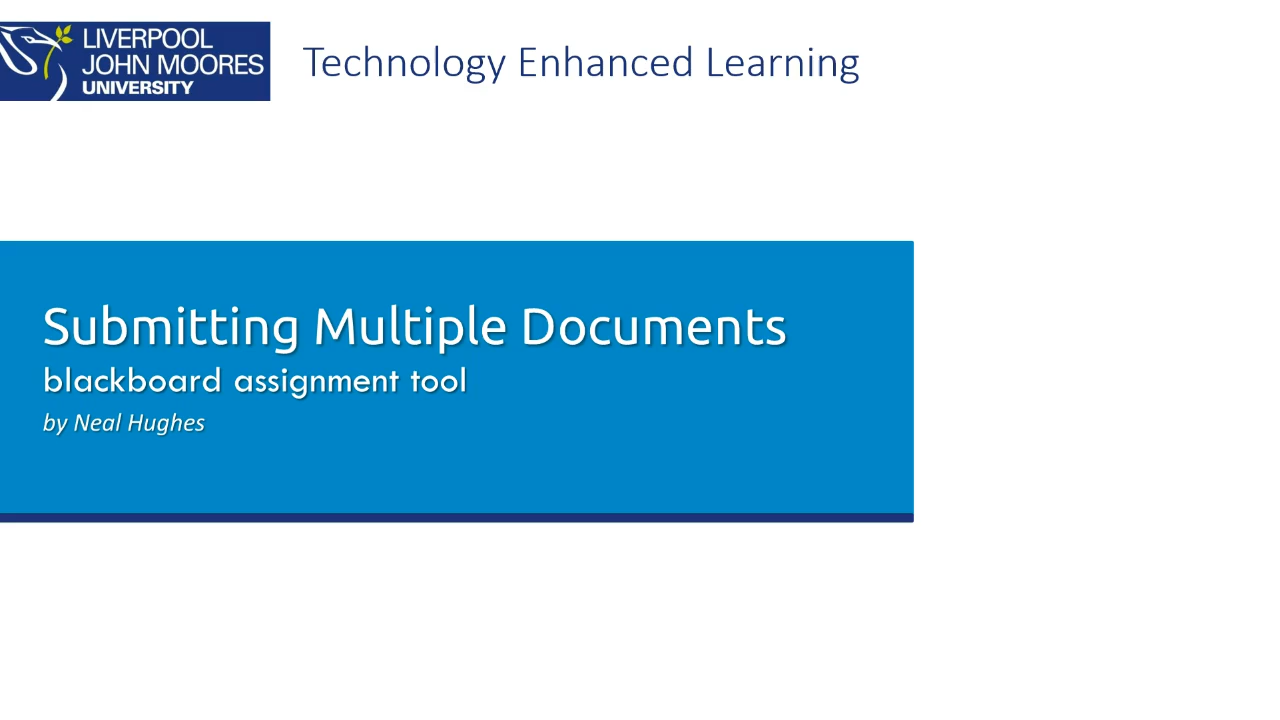 LIVERPOOL
JOHN MOORES
UNIVERSITY
Technology Enhanced Learning
Submitting Multiple Documents
blackboard assignment tool
by Neal Hughes